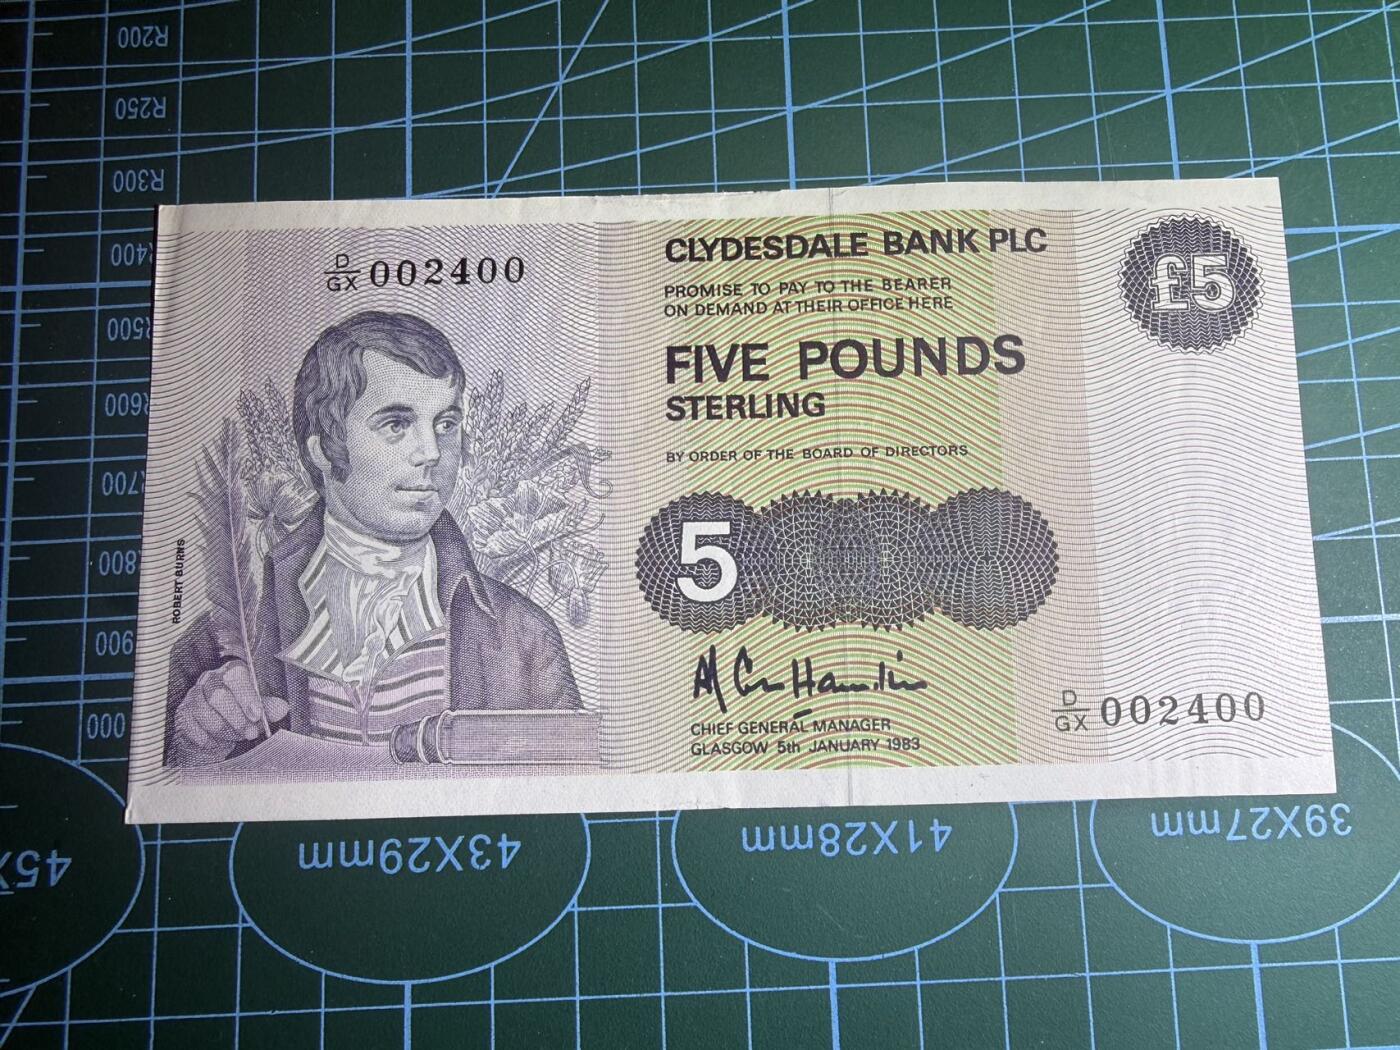 R200
R250
R300
R400
R500
R600
R700
R800
900
000
D/GX 002400
CLYDESDALE BANK PLC
PROMISE TO PAY TO THE BEARER
ON DEMAND AT THEIR OFFICE HERE
FIVE POUNDS
STERLING
BY ORDER OF THE BOARD OF DIRECTORS
£5
5
ROBERT BURNS
CHIEF GENERAL MANAGER
GLASGOW 5th JANUARY 1983
D/GX 002400
43X29mm
41X28mm
39X27mm